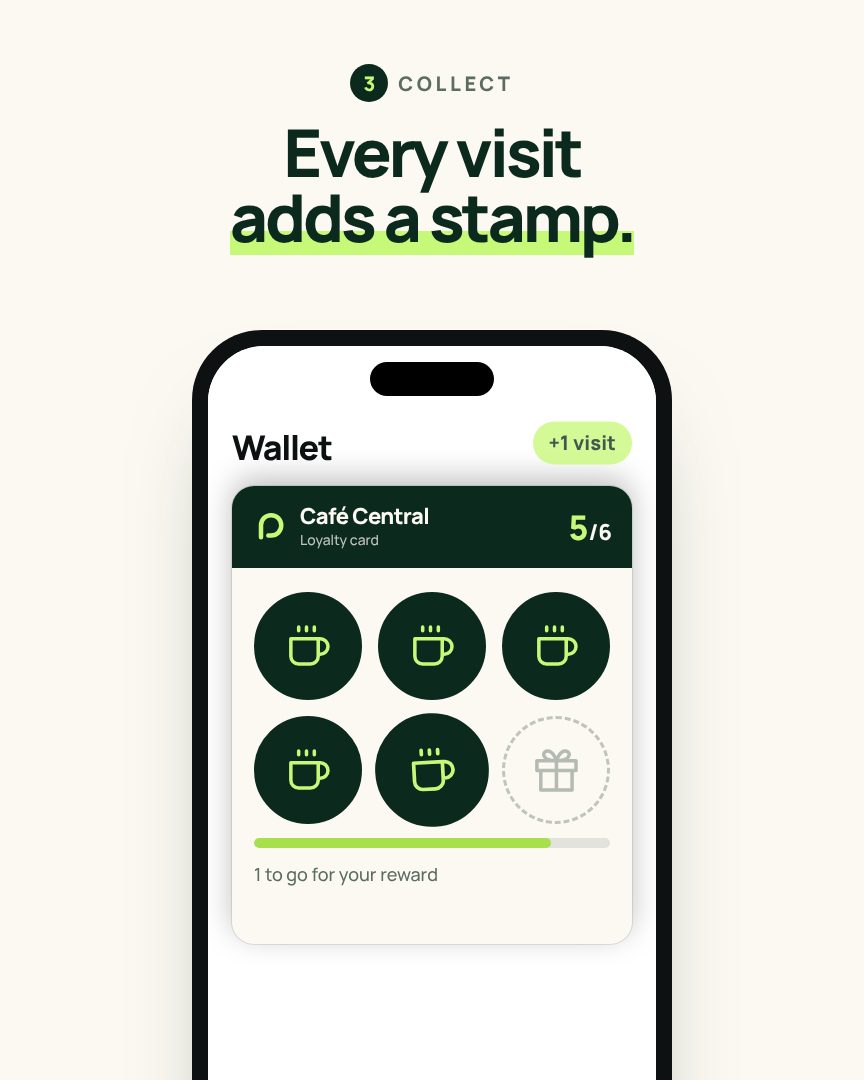 3 COLLECT
Every visit
adds a stamp.
Wallet
+1 visit
Café Central
Loyalty card
5/6
1 to go for your reward